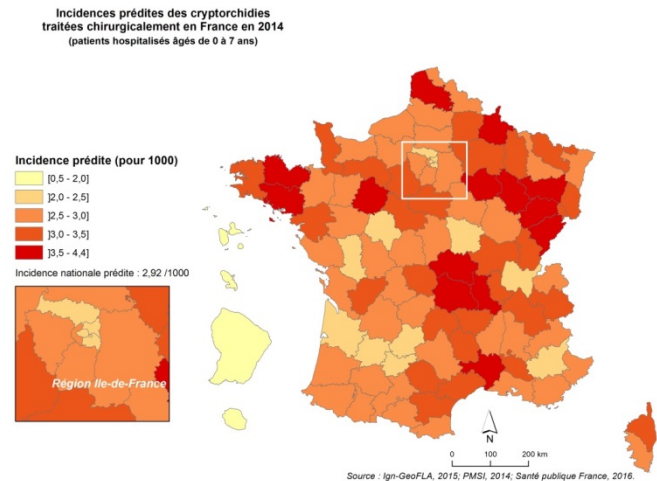 Incidences prédites des cryptorchidies
traitées chirurgicalement en France en 2014
(patients hospitalisés âgés de 0 à 7 ans)
Incidence prédite (pour 1000)
[0,5 - 2,0]
]2,0 - 2,5]
]2,5 - 3,0]
]3,0 - 3,5]
]3,5 - 4,4]
Incidence nationale prédite : 2,92 /1000
Région Ile-de-France
N
0 100 200 km
Source : Ign-GeoFLA, 2015; PMSI, 2014; Santé publique France, 2016.